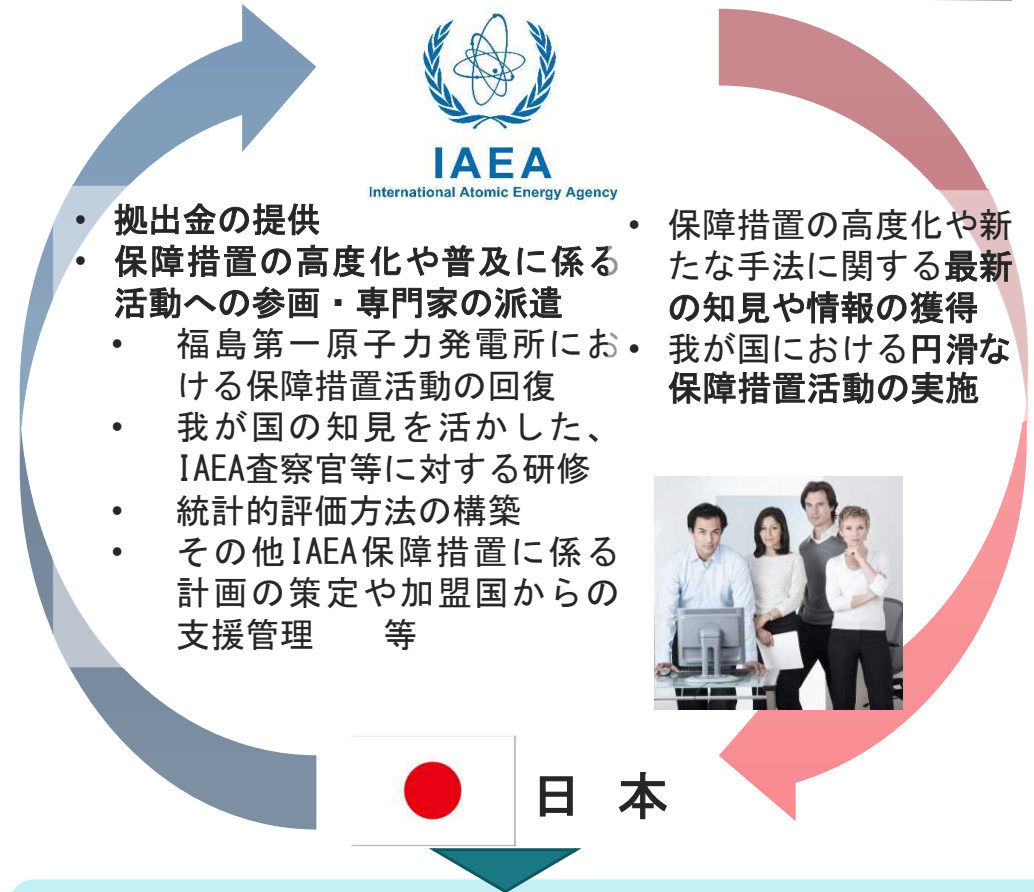 IAEA
International Atomic Energy Agency
• 拠出金の提供
• 保障措置の高度化や普及に係る
活動への参画・専門家の派遣
• 福島第一原子力発電所にお
ける保障措置活動の回復
• 我が国の知見を活かした、
IAEA査察官等に対する研修
• 統計的評価方法の構築
• その他IAEA保障措置に係る
計画の策定や加盟国からの
支援管理　　等
• 保障措置の高度化や新
たな手法に関する最新
の知見や情報の獲得
• 我が国における円滑な
保障措置活動の実施
日 本